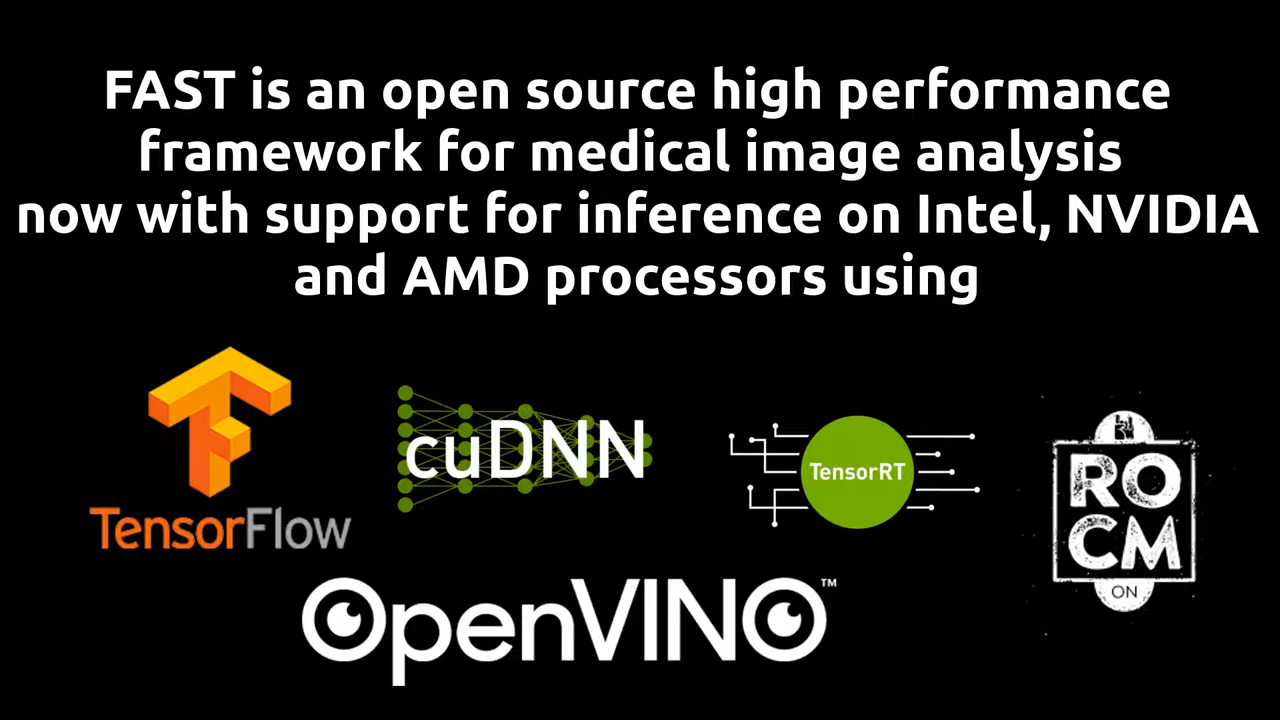 FAST is an open source high performance
framework for medical image analysis
now with support for inference on Intel, NVIDIA
and AMD processors using
TensorFlow
cuDNN
TensorRT
RO
CM
ON
OpenVINO™